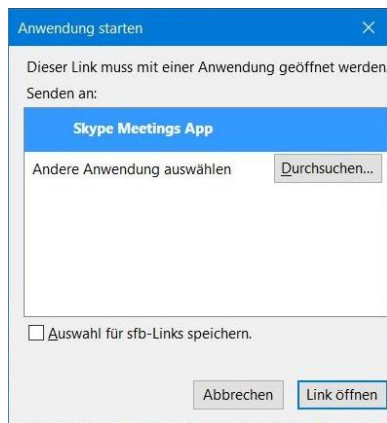 Anwendung starten
Dieser Link muss mit einer Anwendung geöffnet werden
Senden an:
Skype Meetings App
Andere Anwendung auswählen Durchsuchen...
Auswahl für sfb-Links speichern.
Abbrechen Link öffnen